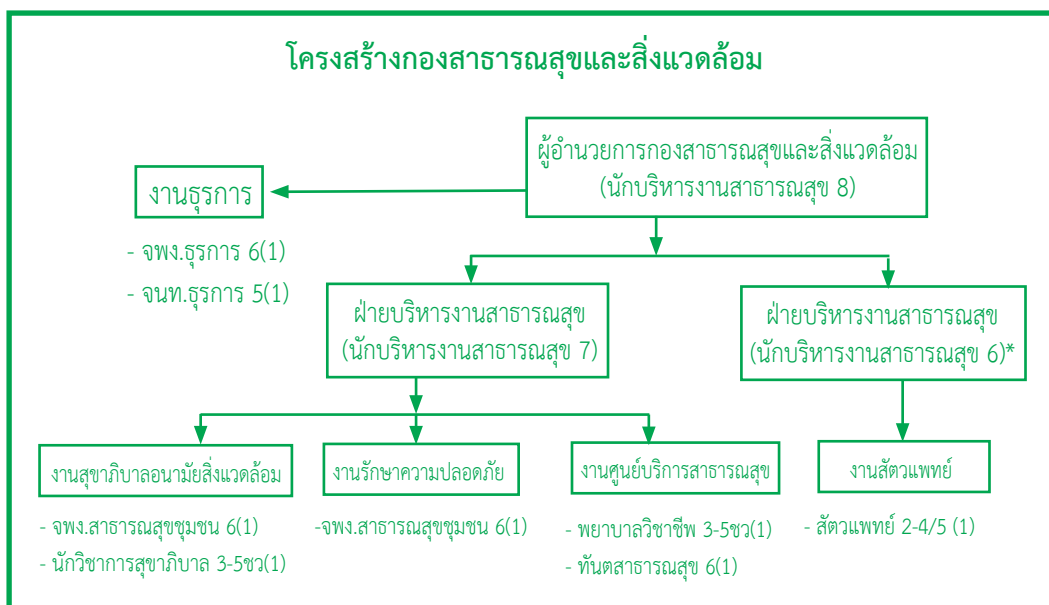 โครงสร้างกองสาธารณสุขและสิ่งแวดล้อม
ผู้อำนวยการกองสาธารณสุขและสิ่งแวดล้อม
(นักบริหารงานสาธารณสุข 8)
งานธุรการ
- จพง.ธุรการ 6(1)
- จนท.ธุรการ 5(1)
ฝ่ายบริหารงานสาธารณสุข
(นักบริหารงานสาธารณสุข 7)
ฝ่ายบริหารงานสาธารณสุข
(นักบริหารงานสาธารณสุข 6)*
งานสุขาภิบาลอนามัยสิ่งแวดล้อม
- จพง.สาธารณสุขชุมชน 6(1)
- นักวิชาการสุขาภิบาล 3-5ชว(1)
งานรักษาความปลอดภัย
-จพง.สาธารณสุขชุมชน 6(1)
งานศูนย์บริการสาธารณสุข
- พยาบาลวิชาชีพ 3-5ชว(1)
- ทันตสาธารณสุข 6(1)
งานสัตวแพทย์
- สัตวแพทย์ 2-4/5 (1)